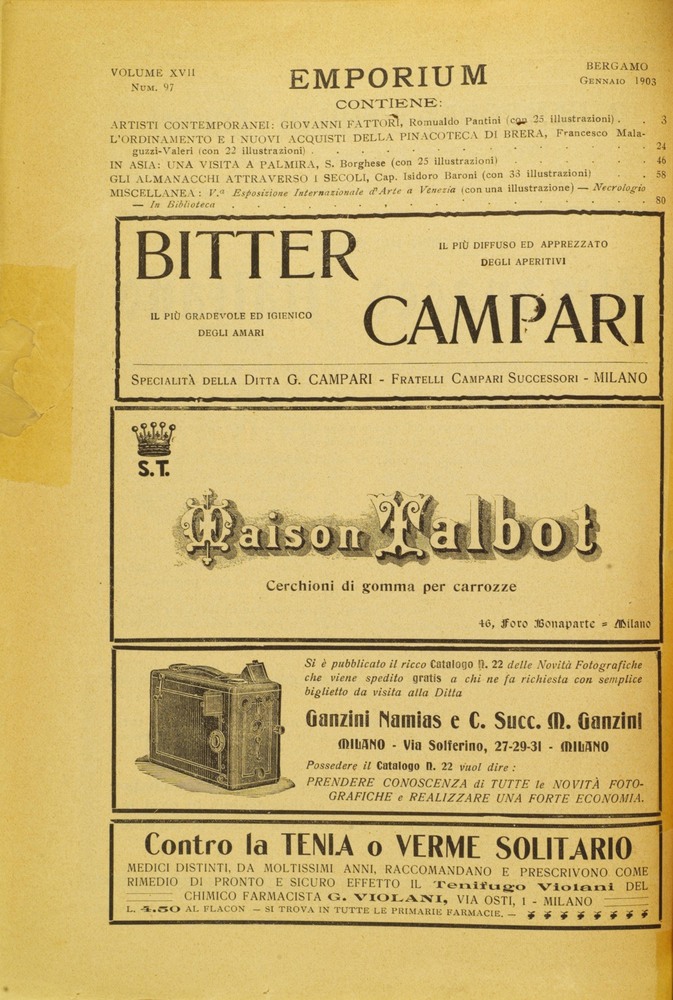 VOLUME XVII
NUM. 97
EMPORIUM
BERGAMO
GENNAIO 1903
CONTIENE:
ARTISTI CONTEMPORANEI: GIOVANNI FATTORI, Romualdo Pantini (con 25 illustrazioni) . . 3
L'ORDINAMENTO E I NUOVI ACQUISTI DELLA PINACOTECA DI BRERA, Francesco Mala-
guzzi-Valeri (con 22 illustrazioni) . . . . . . . . . . 24
IN ASIA: UNA VISITA A PALMIRA, S. Borghese (con 25 illustrazioni) . . . . 46
GLI ALMANACCHI ATTRAVERSO I SECOLI, Cap. Isidoro Baroni (con 33 illustrazioni) . 58
MISCELLANEA: V.a Esposizione Internazionale d'Arte a Venezia (con una illustrazione) — Necrologio
— In Biblioteca . . . . . . . . . . . . 80
BITTER
IL PIÙ DIFFUSO ED APPREZZATO
DEGLI APERITIVI
IL PIÙ GRADEVOLE ED IGIENICO
DEGLI AMARI
CAMPARI
SPECIALITÀ DELLA DITTA G. CAMPARI - FRATELLI CAMPARI SUCCESSORI - MILANO
S.T.
Maison Talbot
Cerchioni di gomma per carrozze
46, Foro Bonaparte = Milano
Si è pubblicato il ricco Catalogo N. 22 delle Novità Fotografiche
che viene spedito gratis a chi ne fa richiesta con semplice
biglietto da visita alla Ditta
Ganzini Namias e C. Succ. M. Ganzini
MILANO - Via Solferino, 27-29-31 - MILANO
Possedere il Catalogo N. 22 vuol dire:
PRENDERE CONOSCENZA di TUTTE le NOVITÀ FOTO-
GRAFICHE e REALIZZARE UNA FORTE ECONOMIA.
Contro la TENIA o VERME SOLITARIO
MEDICI DISTINTI, DA MOLTISSIMI ANNI, RACCOMANDANO E PRESCRIVONO COME
RIMEDIO DI PRONTO E SICURO EFFETTO IL Tenifugo Violani DEL
CHIMICO FARMACISTA G. VIOLANI, VIA OSTI, 1 - MILANO
L. 4.50 AL FLACON — SI TROVA IN TUTTE LE PRIMARIE FARMACIE. —